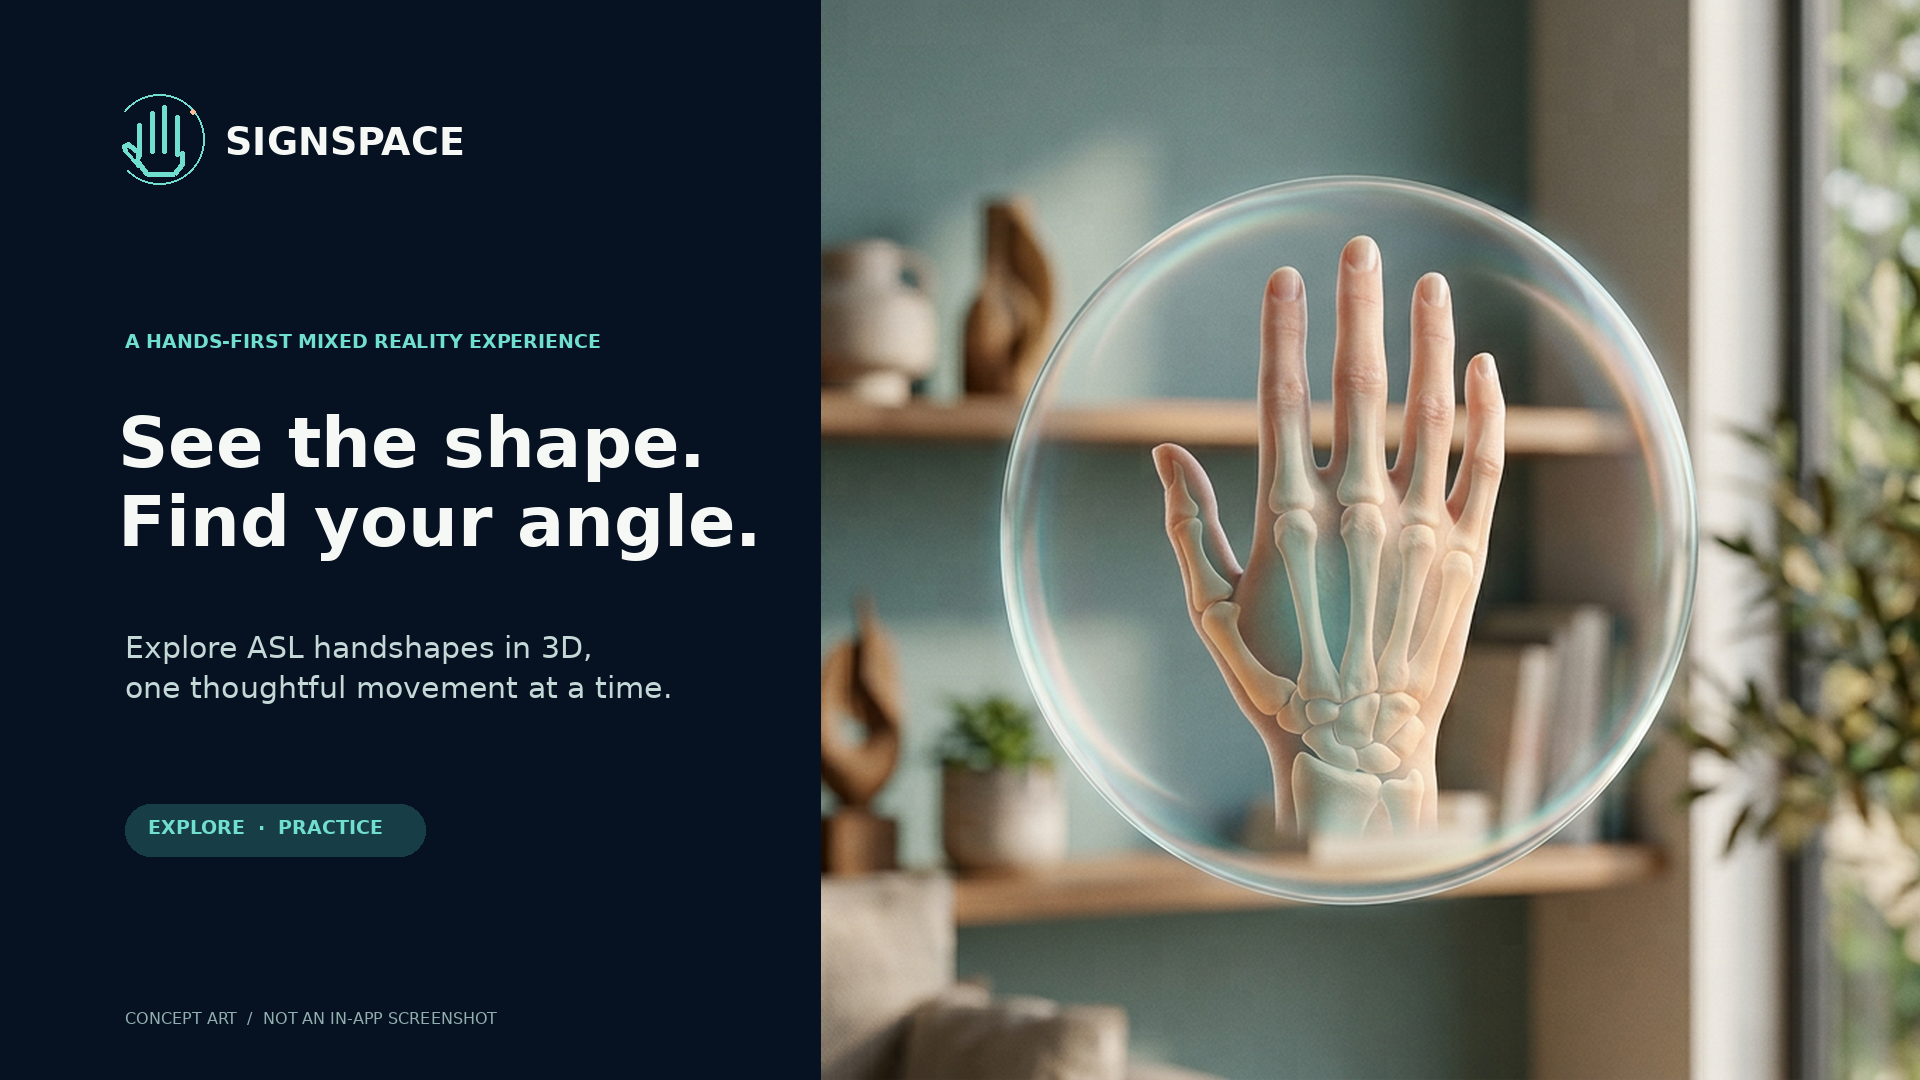 SIGNSPACE
A HANDS-FIRST MIXED REALITY EXPERIENCE
See the shape.
Find your angle.
Explore ASL handshapes in 3D,
one thoughtful movement at a time.
EXPLORE · PRACTICE
CONCEPT ART / NOT AN IN-APP SCREENSHOT